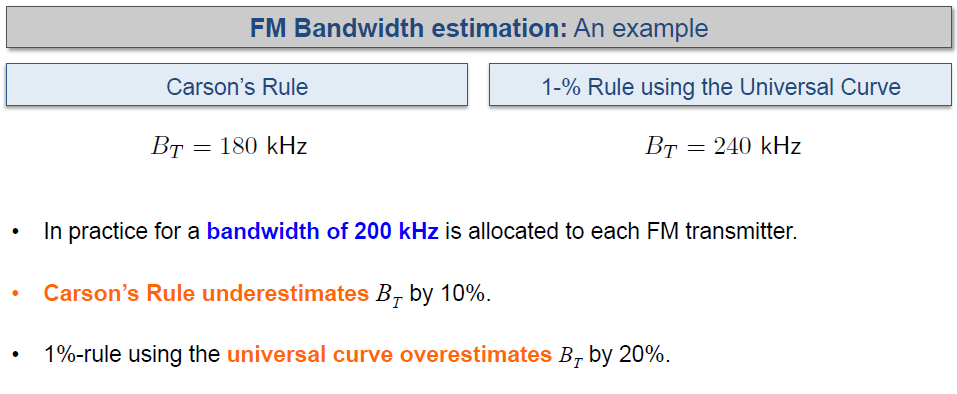 FM Bandwidth estimation: An example
Carson's Rule
1-% Rule using the Universal Curve
B_T = 180 kHz
B_T = 240 kHz
• In practice for a bandwidth of 200 kHz is allocated to each FM transmitter.
• Carson's Rule underestimates B_T by 10%.
• 1%-rule using the universal curve overestimates B_T by 20%.